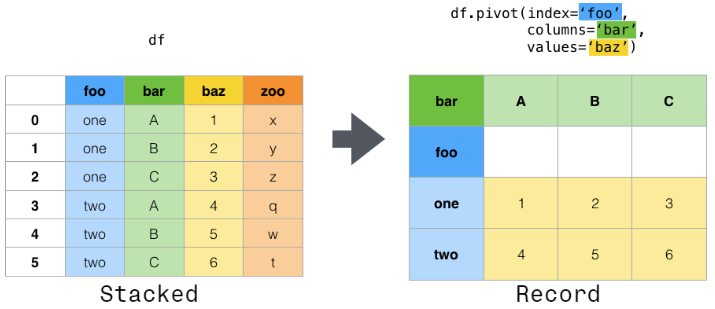 df
foo bar baz zoo
0 one A 1 x
1 one B 2 y
2 one C 3 z
3 two A 4 q
4 two B 5 w
5 two C 6 t
Stacked
df.pivot(index=‘foo’,
columns=‘bar’,
values=‘baz’)
bar A B C
foo
one 1 2 3
two 4 5 6
Record